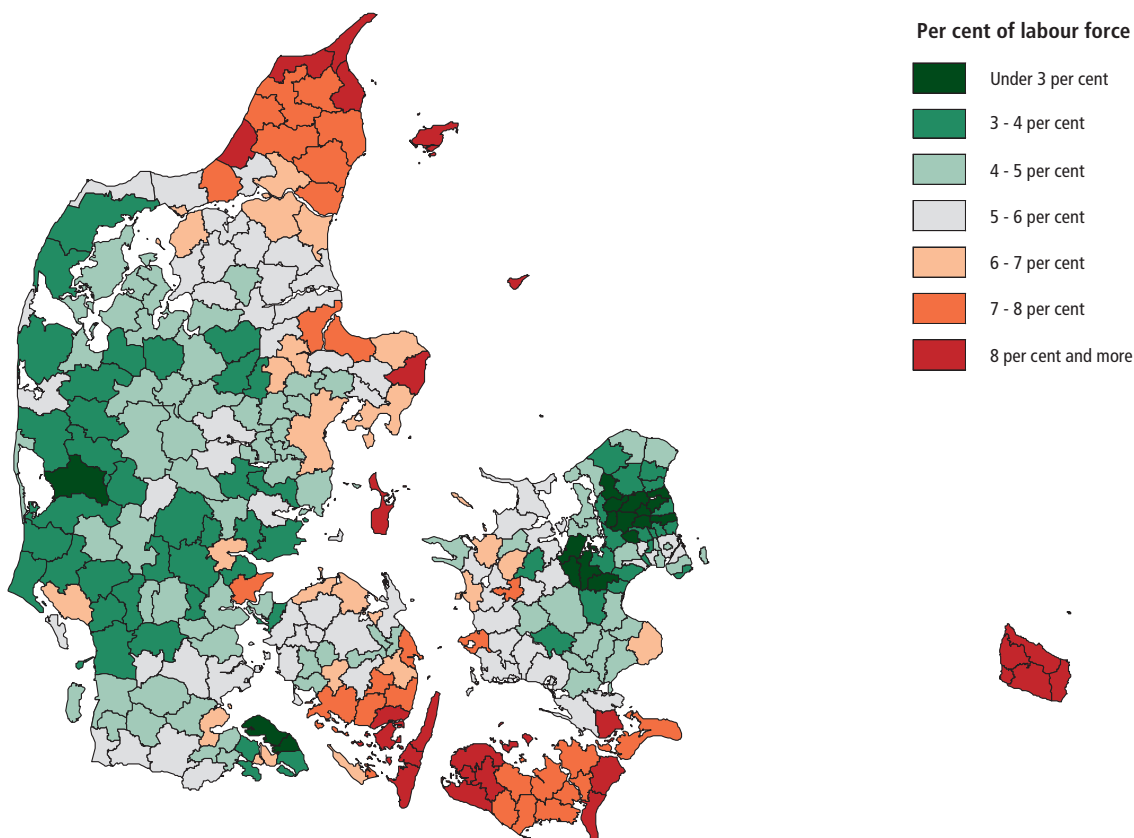 Per cent of labour force
Under 3 per cent
3 - 4 per cent
4 - 5 per cent
5 - 6 per cent
6 - 7 per cent
7 - 8 per cent
8 per cent and more